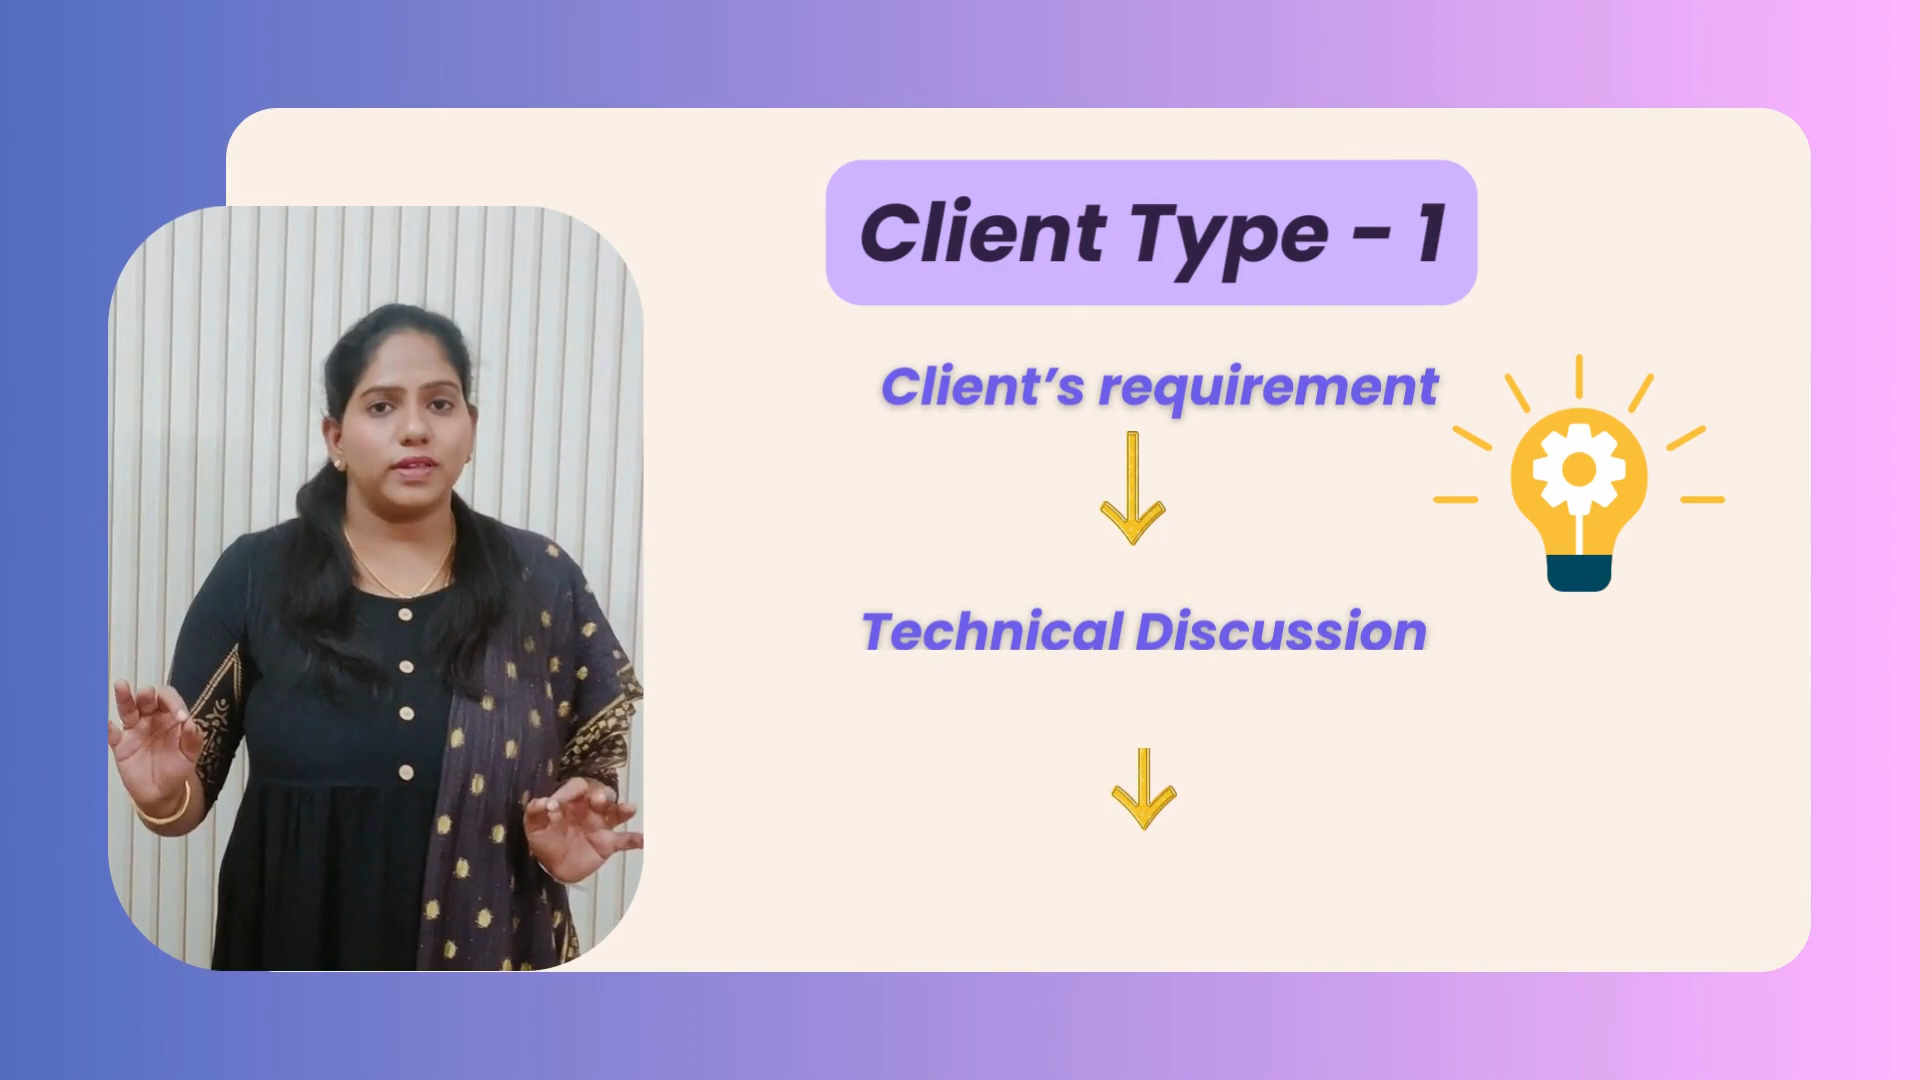 Client Type - 1
Client’s requirement
Technical Discussion